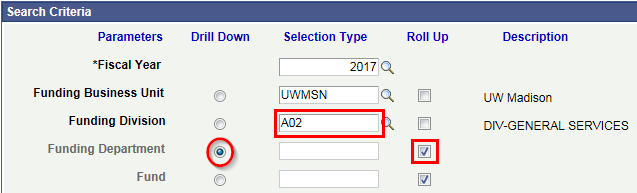 Search Criteria
Parameters Drill Down Selection Type Roll Up Description
*Fiscal Year 2017
Funding Business Unit UWMSN UW Madison
Funding Division A02 DIV-GENERAL SERVICES
Funding Department
Fund